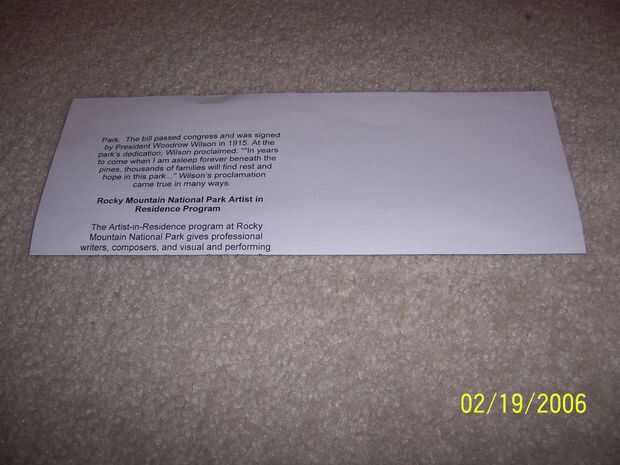 Park. The bill passed congress and was signed
by President Woodrow Wilson in 1915. At the
park's dedication, Wilson proclaimed: ""In years
to come when I am asleep forever beneath the
pines, thousands of families will find rest and
hope in this park..." Wilson's proclamation
came true in many ways.
Rocky Mountain National Park Artist in
Residence Program
The Artist-in-Residence program at Rocky
Mountain National Park gives professional
writers, composers, and visual and performing
02/19/2006